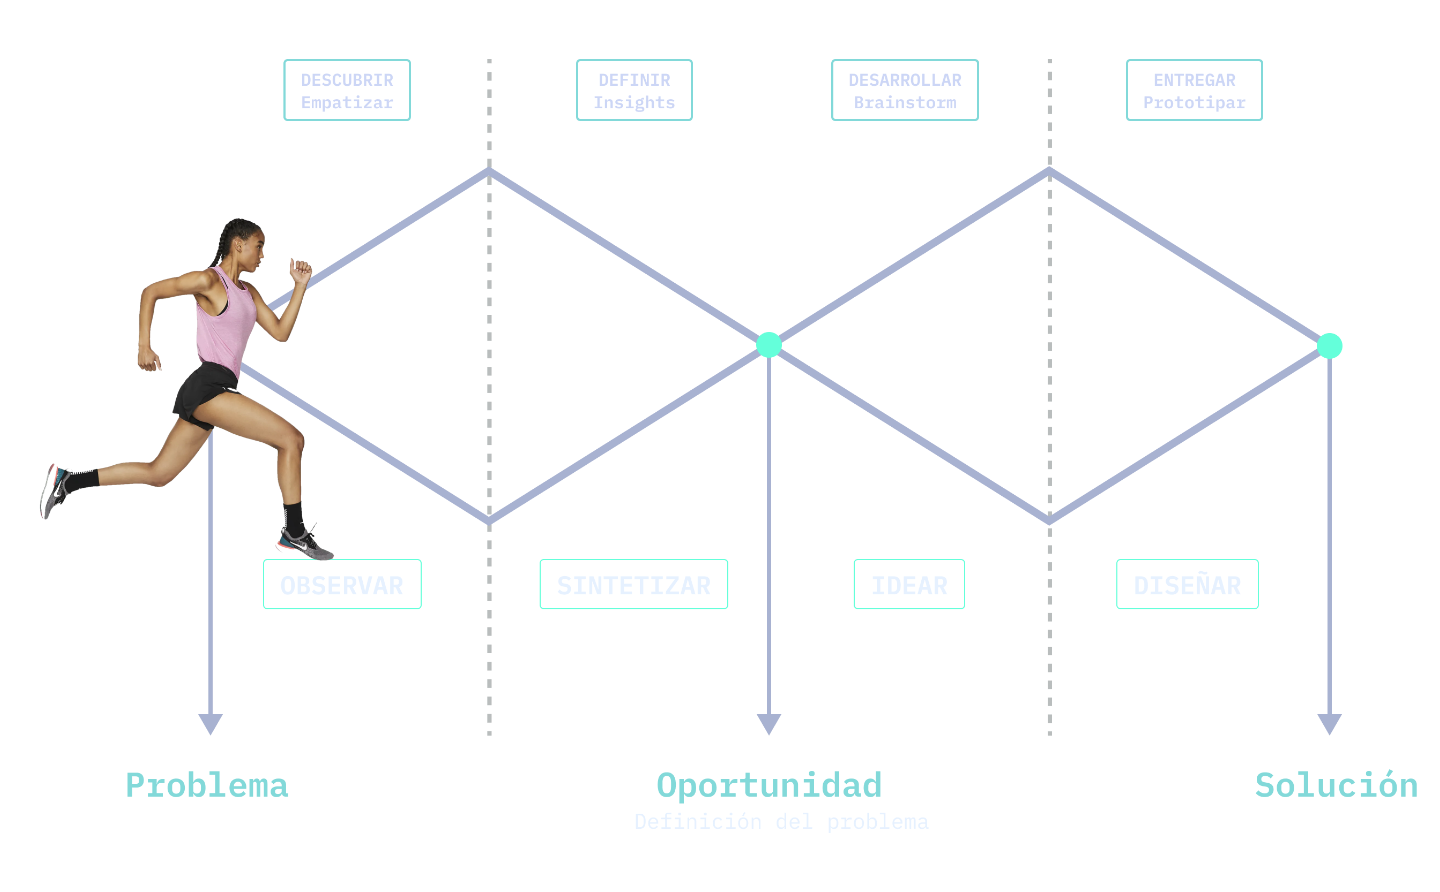 DESCUBRIR
Empatizar
DEFINIR
Insights
DESARROLLAR
Brainstorm
ENTREGAR
Prototipar
OBSERVAR
SINTETIZAR
IDEAR
DISEÑAR
Problema
Oportunidad
Definición del problema
Solución